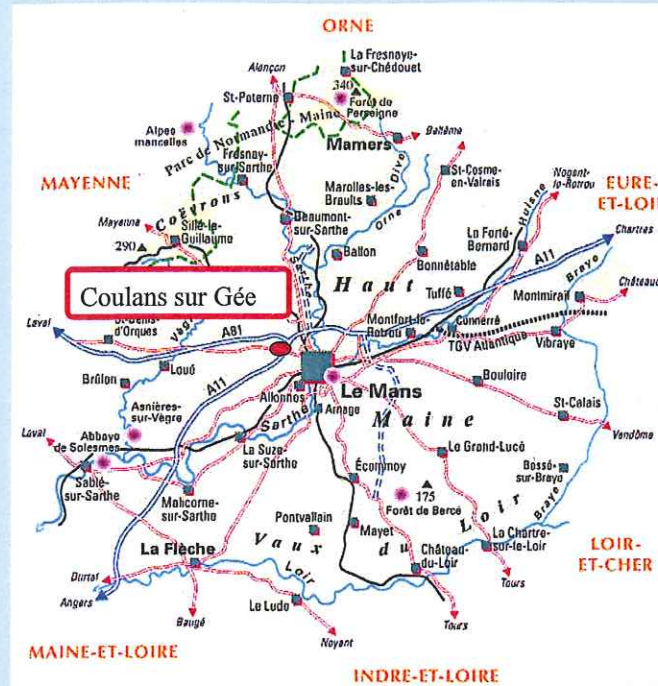 ORNE
La Fresnaye-
sur-Chédouet
Alençon
340
St-Paterne
Forêt de
Perseigne
Alpes
mancelles
Parc de Normandie - Maine
Mamers
Bellême
Fresnay-
sur-Sarthe
Dive
St-Cosme-
en-Vairais
Nogent-
le-Rotrou
MAYENNE
Marolles-les-
Braults
Orne
Huisne
EURE-
ET-LOIR
Coëvrons
Mayenne
Sillé-le-
Guillaume
Beaumont-
sur-Sarthe
La Ferté-
Bernard
A11
Chartres
290
Ballon
Bonnétable
Braye
Coulans sur Gée
Haut
Tuffé
Montmirail
Châteaudun
Laval
d'Orques
A81
Montfort-le-
Rotrou
Connerré
TGV Atlantique
Vibraye
Brûlon
Loué
A11
Le Mans
Bouloire
Allonnes
Asnières-
sur-Vègre
Sarthe
Arnage
Maine
St-Calais
Vendôme
Laval
Abbaye
de Solesmes
La Suze-
sur-Sarthe
Le Grand-Lucé
Sablé-
sur-Sarthe
Écommoy
Bessé-
sur-Braye
Malicorne-
sur-Sarthe
175
Forêt de Bercé
Braye
Pontvallain
Mayet
Loir
La Flèche
Vaux
du
La Chartre-
sur-le-Loir
LOIR-
ET-CHER
Château-
du-Loir
Durtal
Loir
Tours
Angers
Le Lude
Baugé
Noyant
Tours
MAINE-ET-LOIRE
INDRE-ET-LOIRE